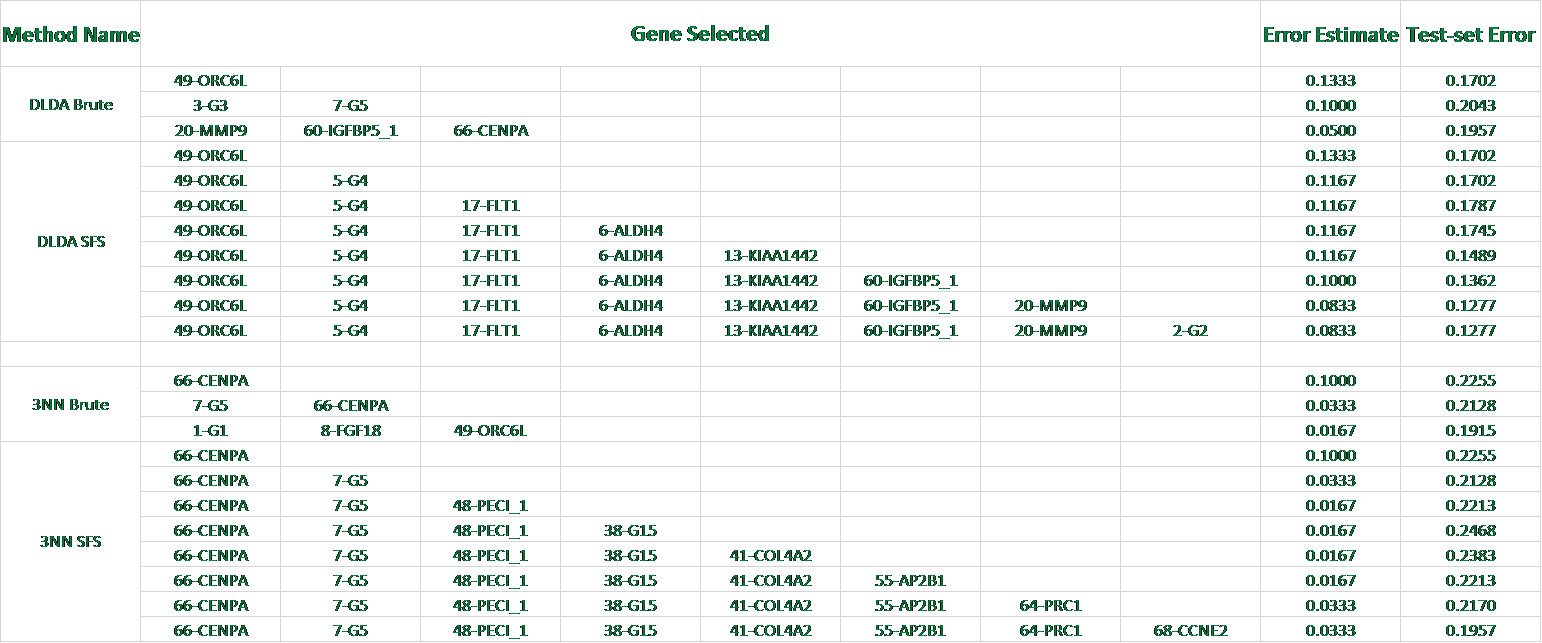 Method Name Gene Selected Error Estimate Test-set Error
49-ORC6L 0.1333 0.1702
DLDA Brute 3-G3 7-G5 0.1000 0.2043
20-MMP9 60-IGFBP5_1 66-CENPA 0.0500 0.1957
49-ORC6L 0.1333 0.1702
49-ORC6L 5-G4 0.1167 0.1702
49-ORC6L 5-G4 17-FLT1 0.1167 0.1787
49-ORC6L 5-G4 17-FLT1 6-ALDH4 0.1167 0.1745
DLDA SFS
49-ORC6L 5-G4 17-FLT1 6-ALDH4 13-KIAA1442 0.1167 0.1489
49-ORC6L 5-G4 17-FLT1 6-ALDH4 13-KIAA1442 60-IGFBP5_1 0.1000 0.1362
49-ORC6L 5-G4 17-FLT1 6-ALDH4 13-KIAA1442 60-IGFBP5_1 20-MMP9 0.0833 0.1277
49-ORC6L 5-G4 17-FLT1 6-ALDH4 13-KIAA1442 60-IGFBP5_1 20-MMP9 2-G2 0.0833 0.1277
66-CENPA 0.1000 0.2255
3NN Brute 7-G5 66-CENPA 0.0333 0.2128
1-G1 8-FGF18 49-ORC6L 0.0167 0.1915
66-CENPA 0.1000 0.2255
66-CENPA 7-G5 0.0333 0.2128
66-CENPA 7-G5 48-PECI_1 0.0167 0.2213
66-CENPA 7-G5 48-PECI_1 38-G15 0.0167 0.2468
3NN SFS
66-CENPA 7-G5 48-PECI_1 38-G15 41-COL4A2 0.0167 0.2383
66-CENPA 7-G5 48-PECI_1 38-G15 41-COL4A2 55-AP2B1 0.0167 0.2213
66-CENPA 7-G5 48-PECI_1 38-G15 41-COL4A2 55-AP2B1 64-PRC1 0.0333 0.2170
66-CENPA 7-G5 48-PECI_1 38-G15 41-COL4A2 55-AP2B1 64-PRC1 68-CCNE2 0.0333 0.1957